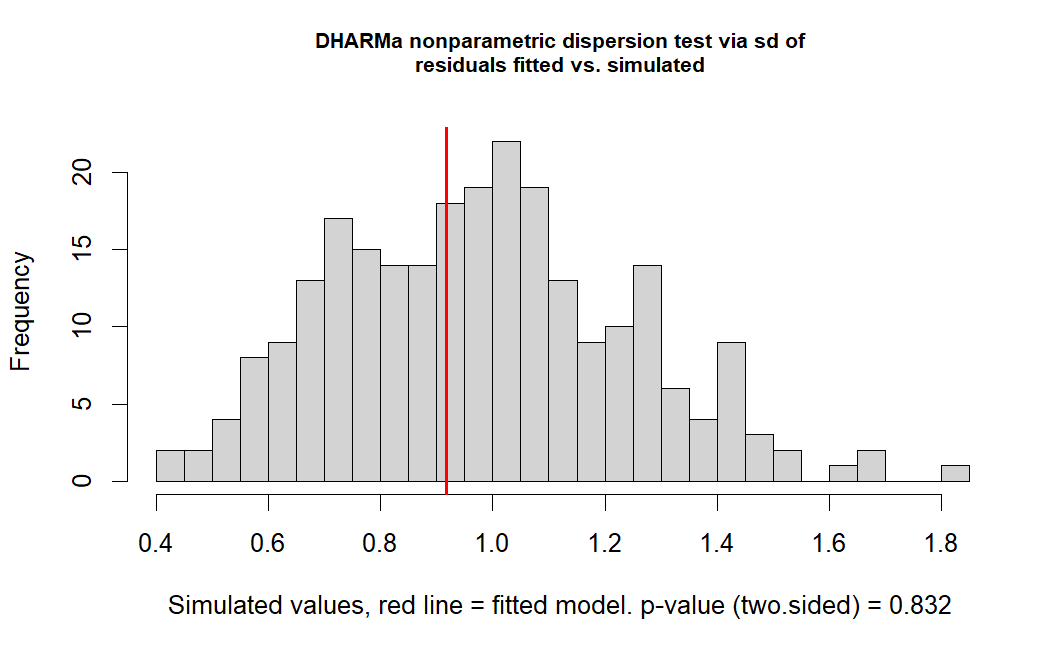 DHARMa nonparametric dispersion test via sd of
residuals fitted vs. simulated
Frequency
20
15
10
5
0
0.4 0.6 0.8 1.0 1.2 1.4 1.6 1.8
Simulated values, red line = fitted model. p-value (two.sided) = 0.832